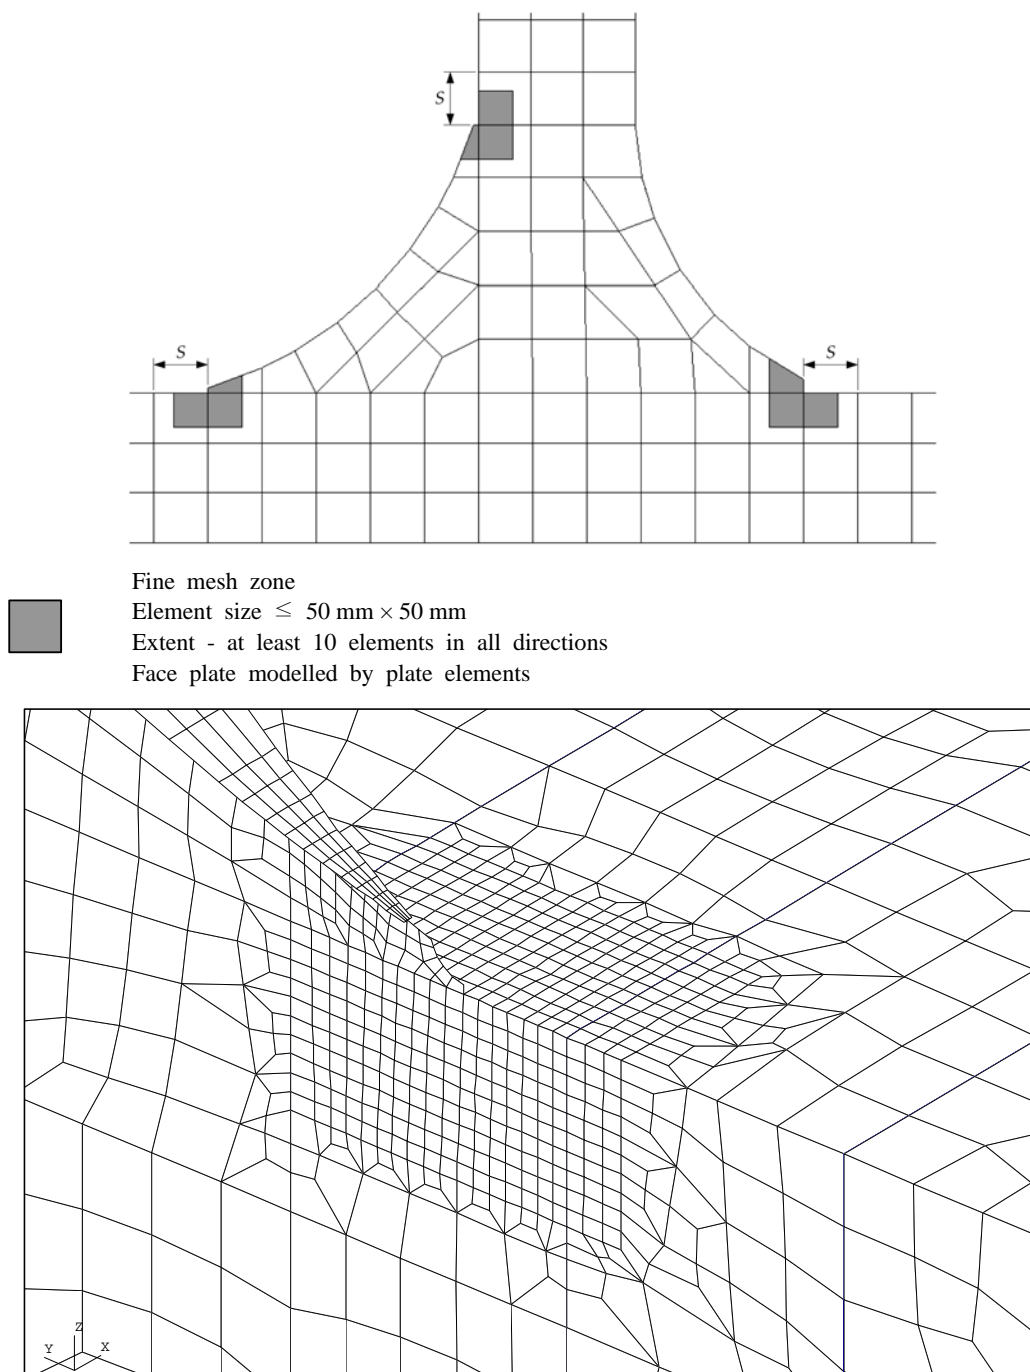 S
S
S
Fine mesh zone
Element size ≤ 50 mm × 50 mm
Extent - at least 10 elements in all directions
Face plate modelled by plate elements
Z
Y X